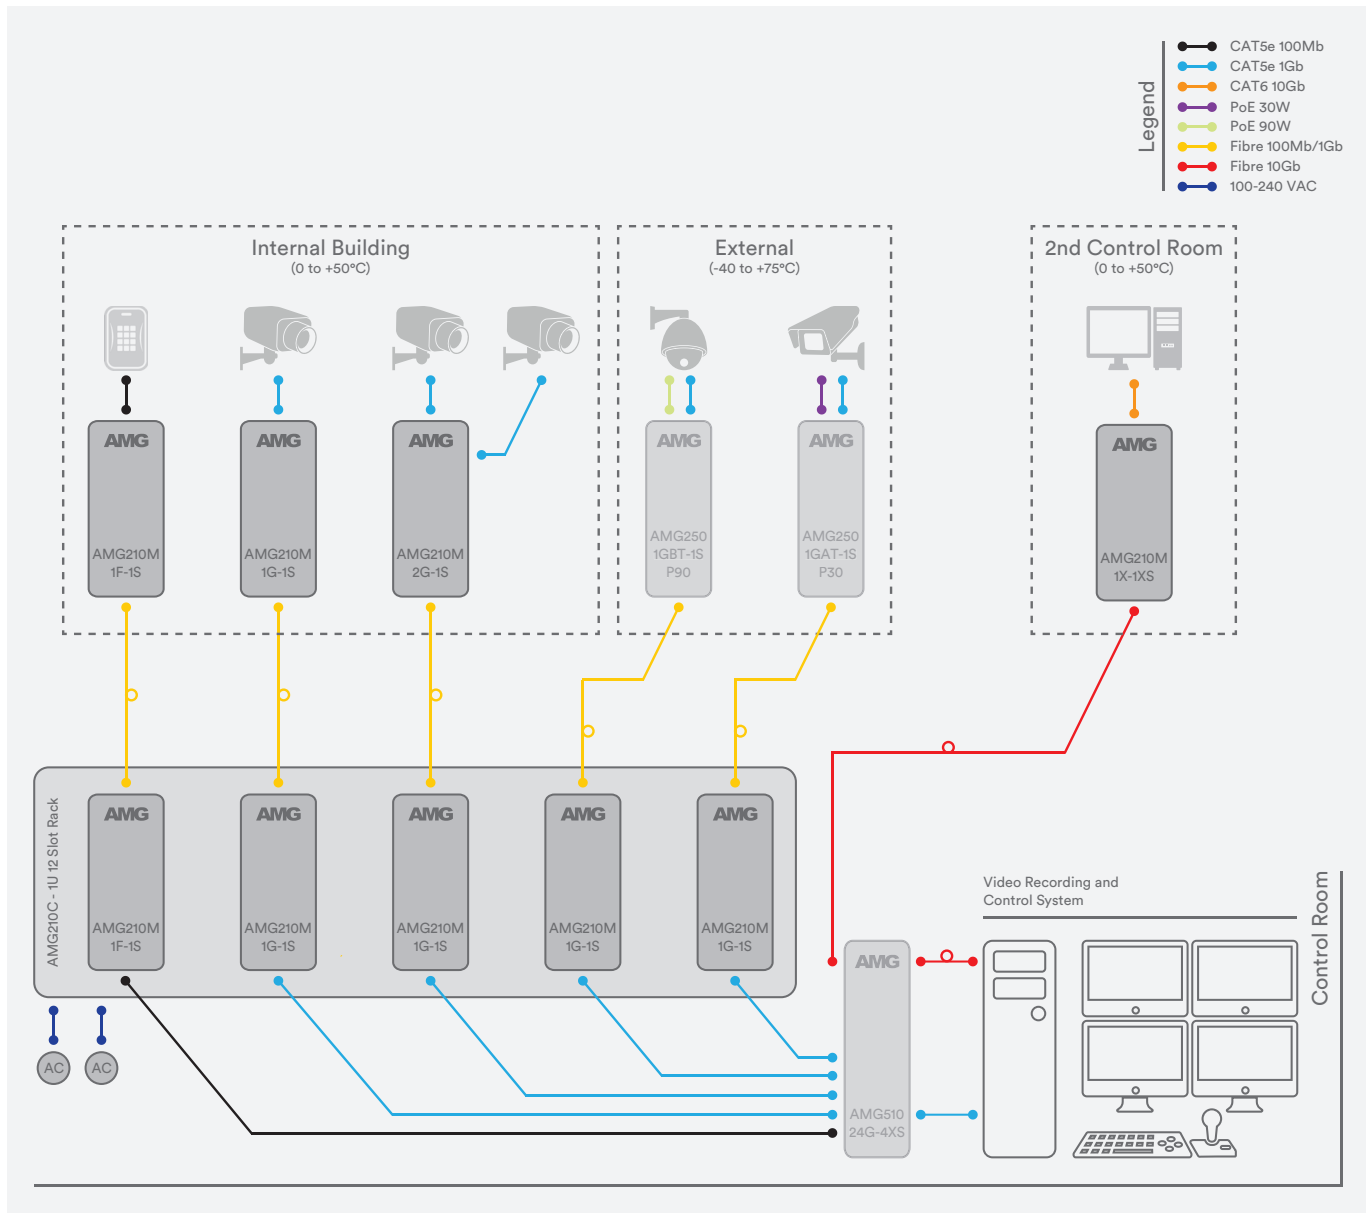 Legend
CAT5e 100Mb
CAT5e 1Gb
CAT6 10Gb
PoE 30W
PoE 90W
Fibre 100Mb/1Gb
Fibre 10Gb
100-240 VAC
Internal Building
(0 to +50°C)
External
(-40 to +75°C)
2nd Control Room
(0 to +50°C)
AMG
AMG210M
1F-1S
AMG
AMG210M
1G-1S
AMG
AMG210M
2G-1S
AMG
AMG250
1GBT-1S
P90
AMG
AMG250
1GAT-1S
P30
AMG
AMG210M
1X-1XS
AMG210C - 1U 12 Slot Rack
AMG
AMG210M
1F-1S
AMG
AMG210M
1G-1S
AMG
AMG210M
1G-1S
AMG
AMG210M
1G-1S
AMG
AMG210M
1G-1S
AC
AC
AMG
AMG510
24G-4XS
Video Recording and
Control System
Control Room